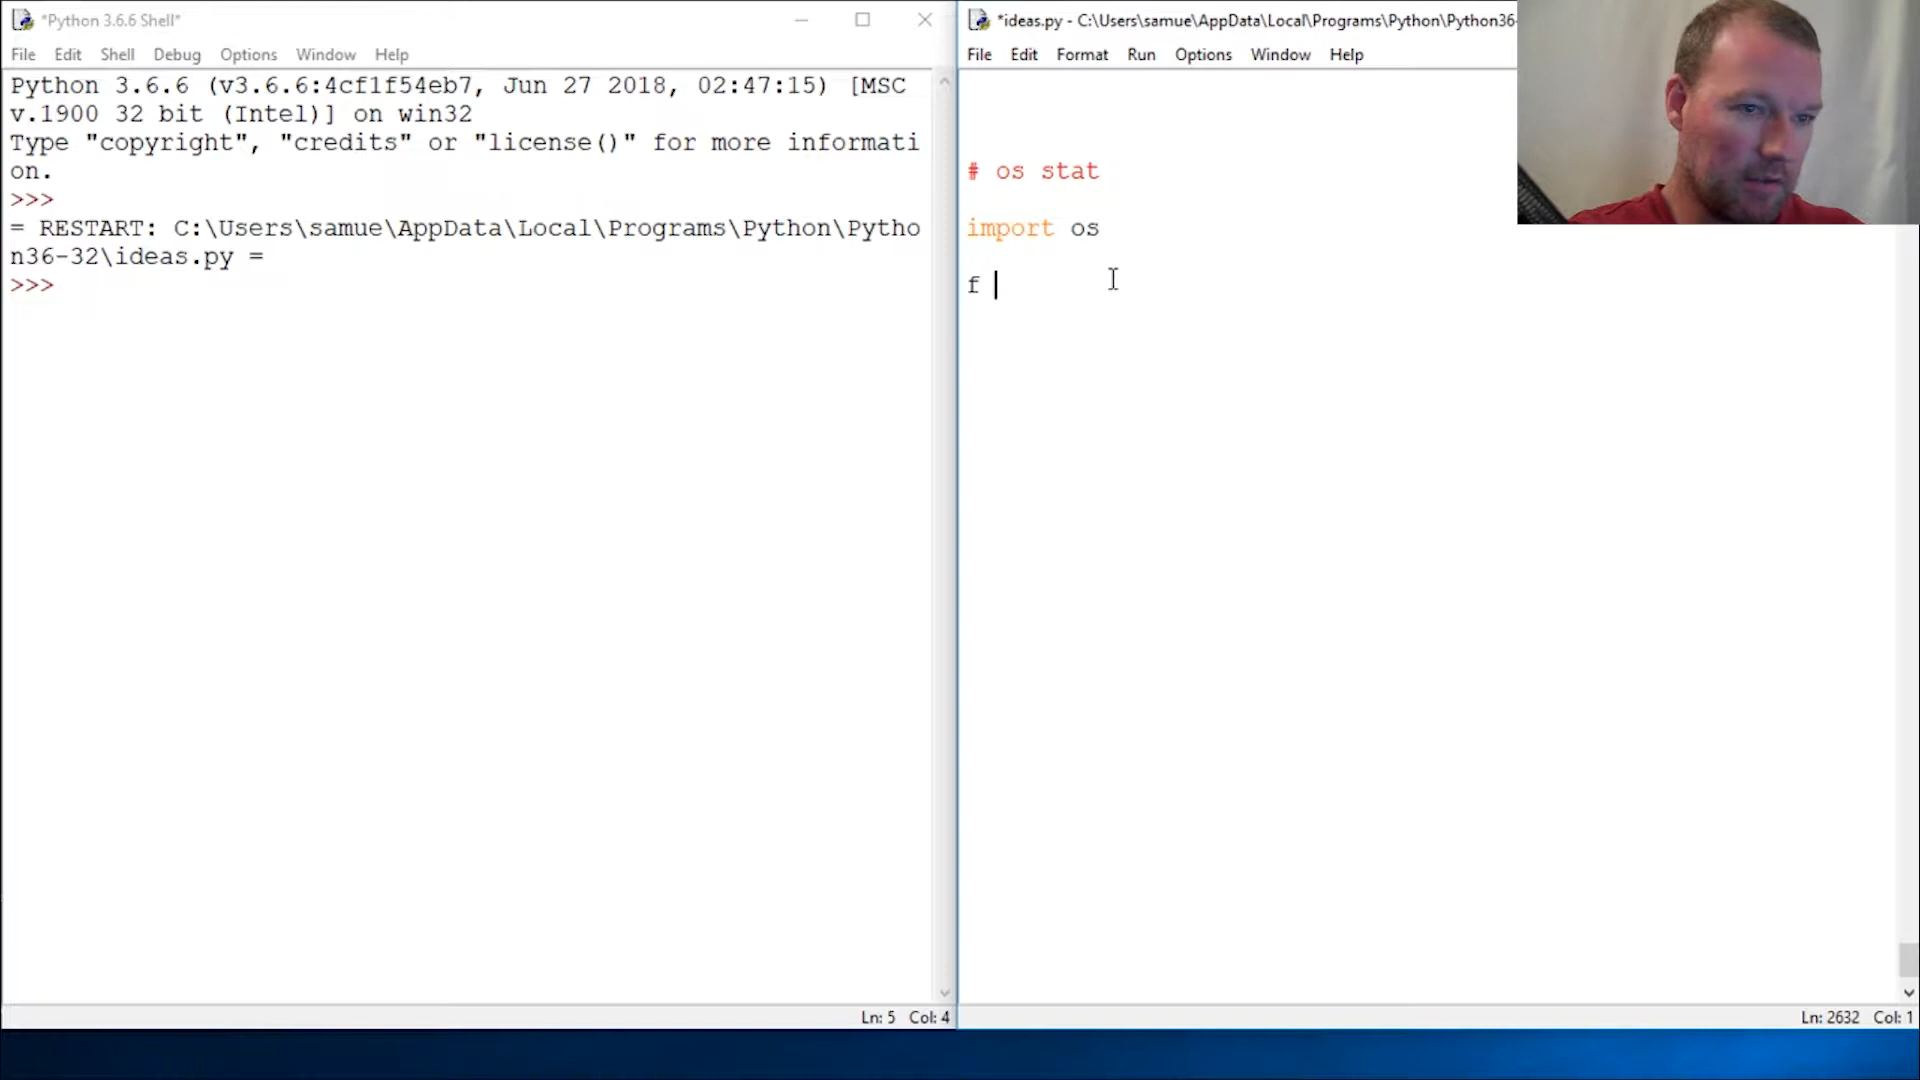 *Python 3.6.6 Shell*
File Edit Shell Debug Options Window Help
Python 3.6.6 (v3.6.6:4cf1f54eb7, Jun 27 2018, 02:47:15) [MSC
v.1900 32 bit (Intel)] on win32
Type "copyright", "credits" or "license()" for more informati
on.
>>>
= RESTART: C:\Users\samue\AppData\Local\Programs\Python\Pytho
n36-32\ideas.py =
>>>
Ln: 5 Col: 4
*ideas.py - C:\Users\samue\AppData\Local\Programs\Python\Python36-
File Edit Format Run Options Window Help
# os stat
import os
f
Ln: 2632 Col: 1